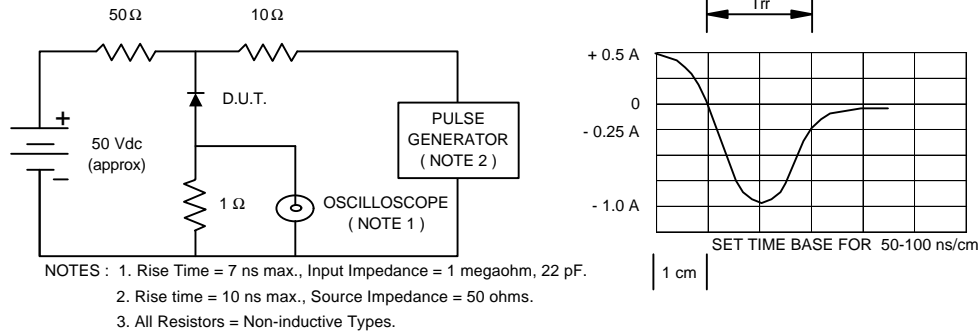 50 Ω
10 Ω
Trr
+ 0.5 A
D.U.T.
+
50 Vdc
(approx)
−
PULSE
GENERATOR
( NOTE 2 )
0
- 0.25 A
1 Ω
OSCILLOSCOPE
( NOTE 1 )
- 1.0 A
SET TIME BASE FOR 50-100 ns/cm
1 cm
NOTES : 1. Rise Time = 7 ns max., Input Impedance = 1 megaohm, 22 pF.
2. Rise time = 10 ns max., Source Impedance = 50 ohms.
3. All Resistors = Non-inductive Types.